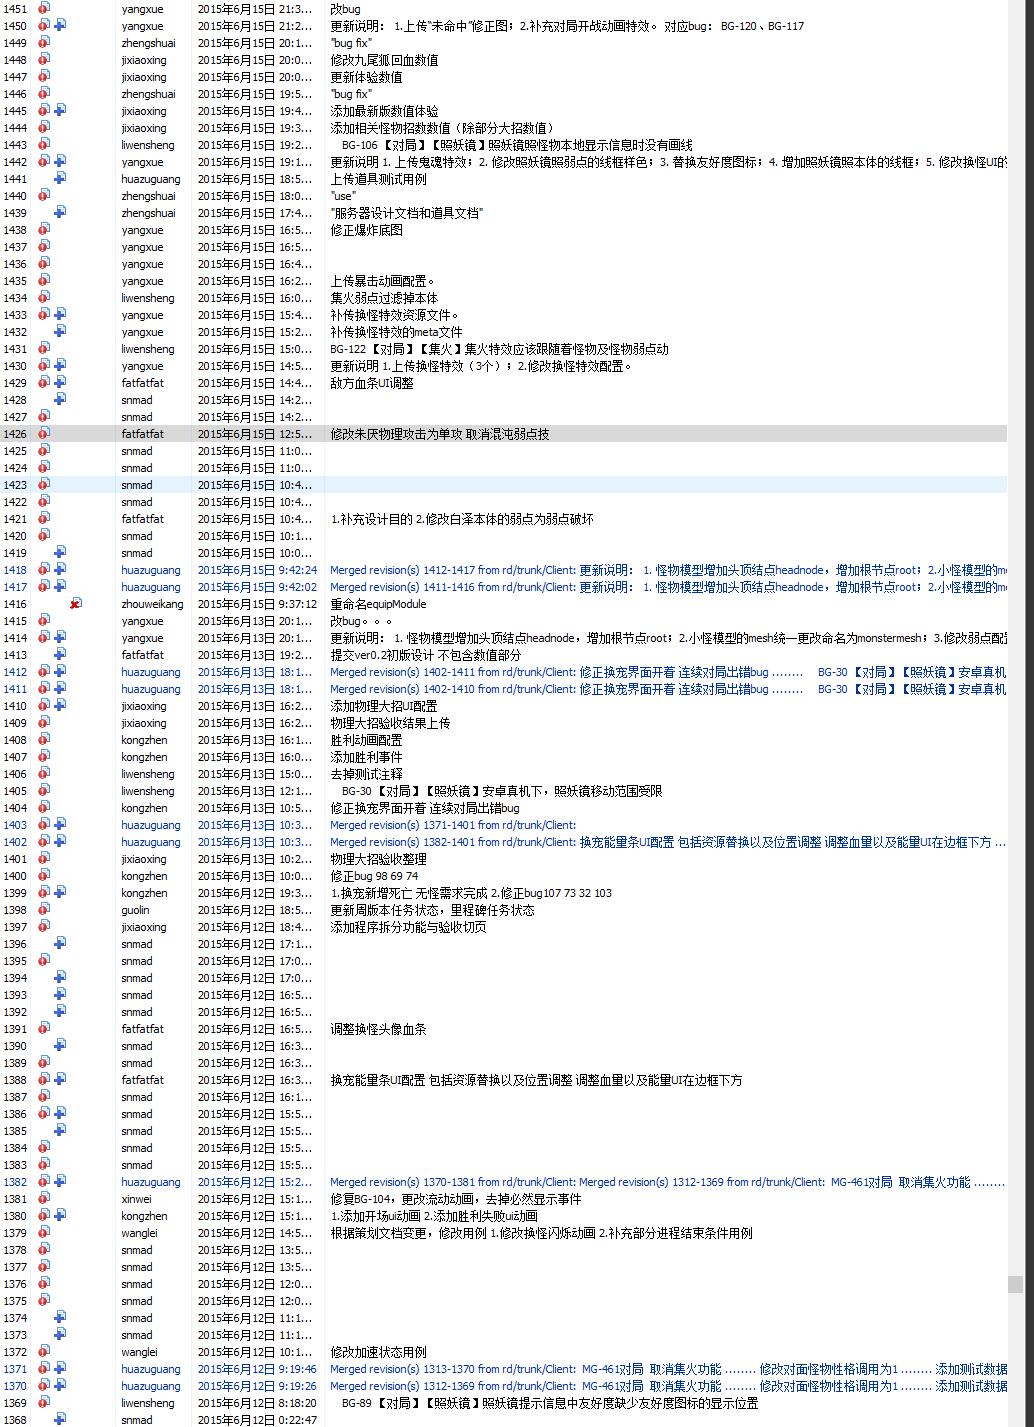 1451 yangxue 2015年6月15日 21:3... 改bug
1450 yangxue 2015年6月15日 21:2... 更新说明： 1.上传“未命中”修正图；2.补充对局开战动画特效。 对应bug：BG-120、BG-117
1449 zhengshuai 2015年6月15日 20:1... "bug fix"
1448 jixiaoxing 2015年6月15日 20:0... 修改九尾狐回血数值
1447 jixiaoxing 2015年6月15日 20:0... 更新体验数值
1446 zhengshuai 2015年6月15日 19:5... "bug fix"
1445 jixiaoxing 2015年6月15日 19:4... 添加最新版数值体验
1444 jixiaoxing 2015年6月15日 19:3... 添加相关怪物招数数值（除部分大招数值）
1443 liwensheng 2015年6月15日 19:2... BG-106【对局】【照妖镜】照妖镜照怪物本地显示信息时没有画线
1442 yangxue 2015年6月15日 19:1... 更新说明 1. 上传鬼魂特效；2. 修改照妖镜照弱点的线框样色；3. 替换友好度图标；4. 增加照妖镜照本体的线框；5. 修改换怪UI的
1441 huazuguang 2015年6月15日 18:5... 上传道具测试用例
1440 zhengshuai 2015年6月15日 18:0... "use"
1439 zhengshuai 2015年6月15日 17:4... "服务器设计文档和道具文档"
1438 yangxue 2015年6月15日 16:5... 修正爆炸底图
1437 yangxue 2015年6月15日 16:5...
1436 yangxue 2015年6月15日 16:4...
1435 yangxue 2015年6月15日 16:2... 上传暴击动画配置。
1434 liwensheng 2015年6月15日 16:0... 集火弱点过滤掉本体
1433 yangxue 2015年6月15日 15:4... 补传换怪特效资源文件。
1432 yangxue 2015年6月15日 15:2... 补传换怪特效的meta文件
1431 liwensheng 2015年6月15日 15:0... BG-122【对局】【集火】集火特效应该跟随着怪物及怪物弱点动
1430 yangxue 2015年6月15日 14:5... 更新说明 1.上传换怪特效（3个）；2.修改换怪特效配置。
1429 fatfatfat 2015年6月15日 14:4... 敌方血条UI调整
1428 snmad 2015年6月15日 14:2...
1427 snmad 2015年6月15日 14:2...
1426 fatfatfat 2015年6月15日 12:5... 修改朱厌物理攻击为单攻 取消混沌弱点技
1425 snmad 2015年6月15日 11:0...
1424 snmad 2015年6月15日 11:0...
1423 snmad 2015年6月15日 10:4...
1422 snmad 2015年6月15日 10:4...
1421 fatfatfat 2015年6月15日 10:4... 1.补充设计目的 2.修改白泽本体的弱点为弱点破坏
1420 snmad 2015年6月15日 10:1...
1419 snmad 2015年6月15日 10:0...
1418 huazuguang 2015年6月15日 9:42:24 Merged revision(s) 1412-1417 from rd/trunk/Client: 更新说明： 1. 怪物模型增加头顶结点headnode，增加根节点root；2.小怪模型的m
1417 huazuguang 2015年6月15日 9:42:02 Merged revision(s) 1411-1416 from rd/trunk/Client: 更新说明： 1. 怪物模型增加头顶结点headnode，增加根节点root；2.小怪模型的m
1416 zhouweikang 2015年6月15日 9:37:12 重命名equipModule
1415 yangxue 2015年6月13日 20:1... 改bug。。。
1414 yangxue 2015年6月13日 20:1... 更新说明： 1. 怪物模型增加头顶结点headnode，增加根节点root；2.小怪模型的mesh统一更改命名为monstermesh；3.修改弱点配
1413 fatfatfat 2015年6月13日 19:2... 提交ver0.2初版设计 不包含数值部分
1412 huazuguang 2015年6月13日 18:1... Merged revision(s) 1402-1411 from rd/trunk/Client: 修正换宠界面开着 连续对局出错bug ........ BG-30 【对局】【照妖镜】安卓真机
1411 huazuguang 2015年6月13日 18:1... Merged revision(s) 1402-1410 from rd/trunk/Client: 修正换宠界面开着 连续对局出错bug ........ BG-30 【对局】【照妖镜】安卓真机
1410 jixiaoxing 2015年6月13日 16:2... 添加物理大招UI配置
1409 jixiaoxing 2015年6月13日 16:2... 物理大招验收结果上传
1408 kongzhen 2015年6月13日 16:1... 胜利动画配置
1407 kongzhen 2015年6月13日 16:0... 添加胜利事件
1406 liwensheng 2015年6月13日 15:0... 去掉测试注释
1405 liwensheng 2015年6月13日 12:1... BG-30 【对局】【照妖镜】安卓真机下，照妖镜移动范围受限
1404 kongzhen 2015年6月13日 10:5... 修正换宠界面开着 连续对局出错bug
1403 huazuguang 2015年6月13日 10:3... Merged revision(s) 1371-1401 from rd/trunk/Client:
1402 huazuguang 2015年6月13日 10:3... Merged revision(s) 1382-1401 from rd/trunk/Client: 换宠能量条UI配置 包括资源替换以及位置调整 调整血量以及能量UI在边框下方 ...
1401 jixiaoxing 2015年6月13日 10:2... 物理大招验收整理
1400 kongzhen 2015年6月13日 10:0... 修正bug 98 69 74
1399 kongzhen 2015年6月12日 19:3... 1.换宠新增死亡 无怪需求完成 2.修正bug107 73 32 103
1398 guolin 2015年6月12日 18:5... 更新周版本任务状态，里程碑任务状态
1397 jixiaoxing 2015年6月12日 18:4... 添加程序拆分功能与验收切页
1396 snmad 2015年6月12日 17:1...
1395 snmad 2015年6月12日 17:0...
1394 snmad 2015年6月12日 17:0...
1393 snmad 2015年6月12日 16:5...
1392 snmad 2015年6月12日 16:5...
1391 fatfatfat 2015年6月12日 16:5... 调整换怪头像血条
1390 snmad 2015年6月12日 16:3...
1389 snmad 2015年6月12日 16:3...
1388 fatfatfat 2015年6月12日 16:3... 换宠能量条UI配置 包括资源替换以及位置调整 调整血量以及能量UI在边框下方
1387 snmad 2015年6月12日 16:1...
1386 snmad 2015年6月12日 15:5...
1385 snmad 2015年6月12日 15:5...
1384 snmad 2015年6月12日 15:5...
1383 snmad 2015年6月12日 15:5...
1382 huazuguang 2015年6月12日 15:2... Merged revision(s) 1370-1381 from rd/trunk/Client: Merged revision(s) 1312-1369 from rd/trunk/Client: MG-461对局 取消集火功能 ........
1381 xinwei 2015年6月12日 15:1... 修复BG-104，更改流动动画，去掉必然显示事件
1380 kongzhen 2015年6月12日 15:1... 1.添加开场ui动画 2.添加胜利失败ui动画
1379 wanglei 2015年6月12日 14:5... 根据策划文档变更，修改用例 1.修改换怪闪烁动画 2.补充部分进程结束条件用例
1378 snmad 2015年6月12日 13:5...
1377 snmad 2015年6月12日 13:5...
1376 snmad 2015年6月12日 12:0...
1375 snmad 2015年6月12日 12:0...
1374 snmad 2015年6月12日 11:1...
1373 snmad 2015年6月12日 11:1...
1372 wanglei 2015年6月12日 10:1... 修改加速状态用例
1371 huazuguang 2015年6月12日 9:19:46 Merged revision(s) 1313-1370 from rd/trunk/Client: MG-461对局 取消集火功能 ........ 修改对面怪物性格调用为1 ........ 添加测试数据
1370 huazuguang 2015年6月12日 9:19:26 Merged revision(s) 1312-1369 from rd/trunk/Client: MG-461对局 取消集火功能 ........ 修改对面怪物性格调用为1 ........ 添加测试数据
1369 liwensheng 2015年6月12日 8:18:20 BG-89 【对局】【照妖镜】照妖镜提示信息中友好度缺少友好度图标的显示位置
1368 snmad 2015年6月12日 0:22:47